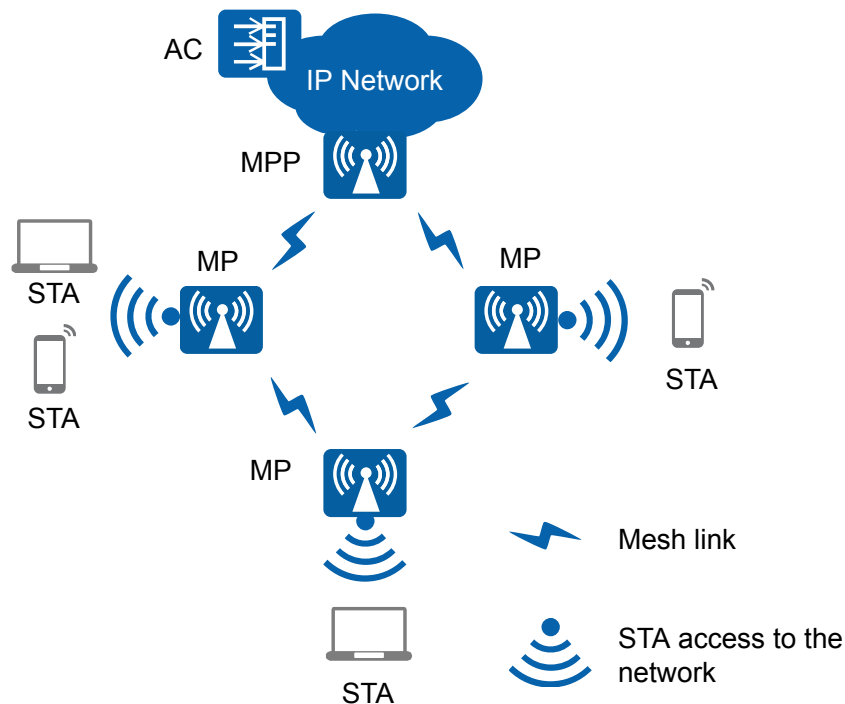 AC
IP Network
MPP
MP
MP
STA
STA
STA
MP
Mesh link
STA access to the
network
STA